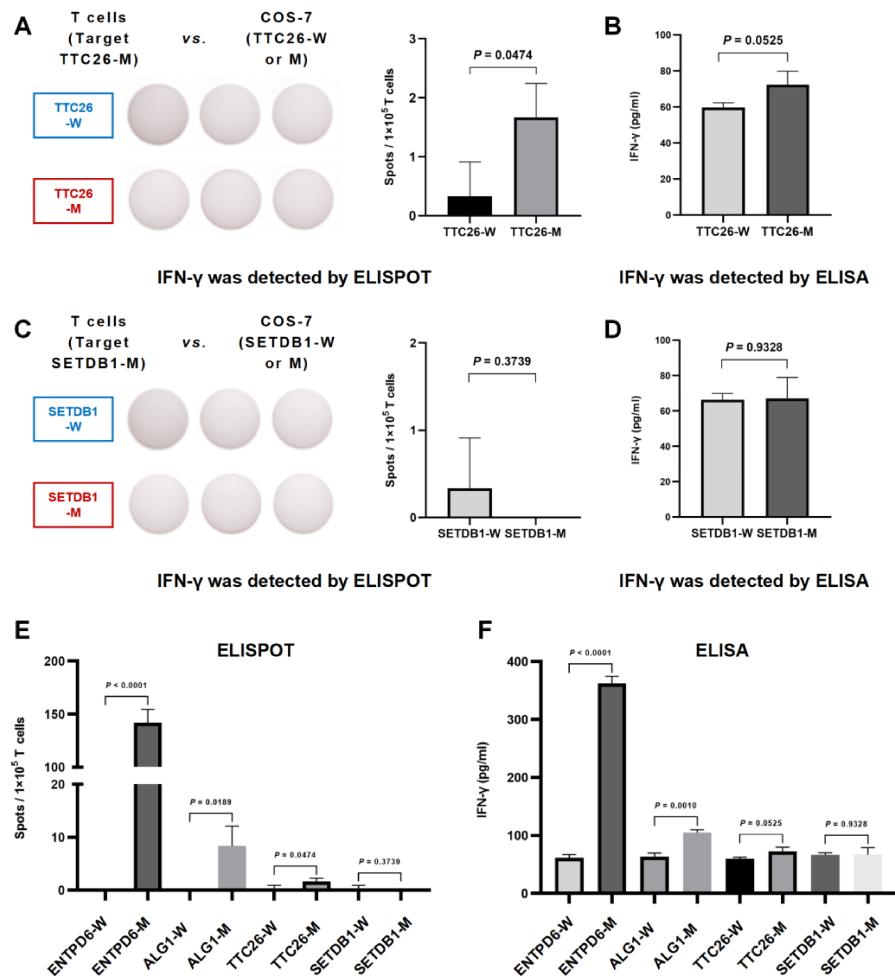 A
T cells
(Target
TTC26-M)
vs.
COS-7
(TTC26-W
or M)
TTC26
-W
TTC26
-M
Spots / 1×10⁵ T cells
3
2
1
0
P = 0.0474
TTC26-W TTC26-M
IFN-γ was detected by ELISPOT
B
IFN-γ (pg/ml)
100
80
60
40
20
0
P = 0.0525
TTC26-W TTC26-M
IFN-γ was detected by ELISA
C
T cells
(Target
SETDB1-M)
vs.
COS-7
(SETDB1-W
or M)
SETDB1
-W
SETDB1
-M
Spots / 1×10⁵ T cells
2
1
0
P = 0.3739
SETDB1-W SETDB1-M
IFN-γ was detected by ELISPOT
D
IFN-γ (pg/ml)
100
80
60
40
20
0
P = 0.9328
SETDB1-W SETDB1-M
IFN-γ was detected by ELISA
E
ELISPOT
Spots / 1×10⁵ T cells
200
150
100
20
10
0
P < 0.0001
P = 0.0189
P = 0.0474
P = 0.3739
ENTPD6-W
ENTPD6-M
ALG1-W
ALG1-M
TTC26-W
TTC26-M
SETDB1-W
SETDB1-M
F
ELISA
IFN-γ (pg/ml)
400
300
200
100
0
P < 0.0001
P = 0.0010
P = 0.0525
P = 0.9328
ENTPD6-W
ENTPD6-M
ALG1-W
ALG1-M
TTC26-W
TTC26-M
SETDB1-W
SETDB1-M